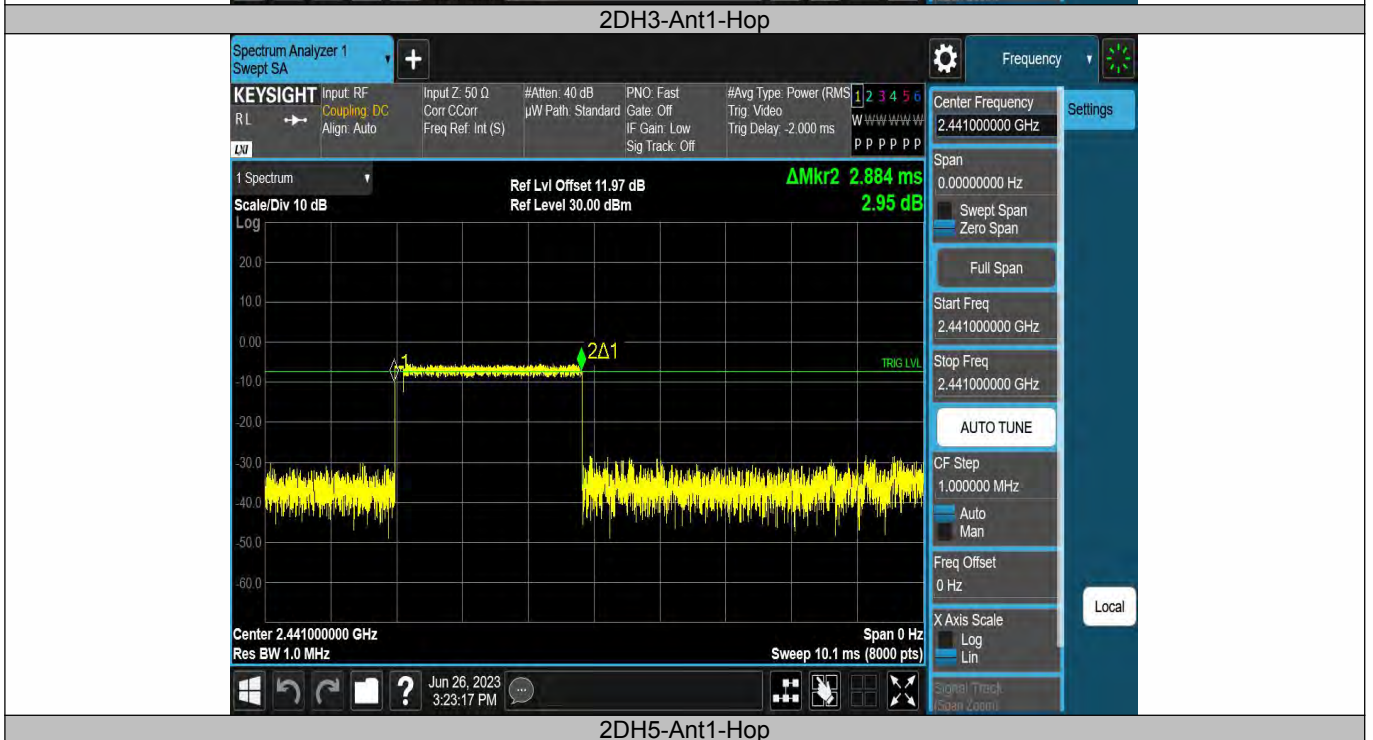 2DH3-Ant1-Hop
Spectrum Analyzer 1
Swept SA
+
Frequency
KEYSIGHT
RL
LXI
Input: RF
Coupling: DC
Align: Auto
Input Z: 50 Ω
Corr CCorr
Freq Ref: Int (S)
#Atten: 40 dB
µW Path: Standard
PNO: Fast
Gate: Off
IF Gain: Low
Sig Track: Off
#Avg Type: Power (RMS
Trig: Video
Trig Delay: -2.000 ms
1 2 3 4 5 6
W W W W W W
P P P P P P
1 Spectrum
Scale/Div 10 dB
Log
Ref Lvl Offset 11.97 dB
Ref Level 30.00 dBm
ΔMkr2 2.884 ms
2.95 dB
20.0
10.0
0.00
-10.0
-20.0
-30.0
-40.0
-50.0
-60.0
1
2Δ1
TRIG LVL
Center 2.441000000 GHz
Res BW 1.0 MHz
Span 0 Hz
Sweep 10.1 ms (8000 pts)
Center Frequency
2.441000000 GHz
Settings
Span
0.00000000 Hz
Swept Span
Zero Span
Full Span
Start Freq
2.441000000 GHz
Stop Freq
2.441000000 GHz
AUTO TUNE
CF Step
1.000000 MHz
Auto
Man
Freq Offset
0 Hz
X Axis Scale
Log
Lin
Signal Track
(Span Zoom)
Local
?
Jun 26, 2023
3:23:17 PM
2DH5-Ant1-Hop